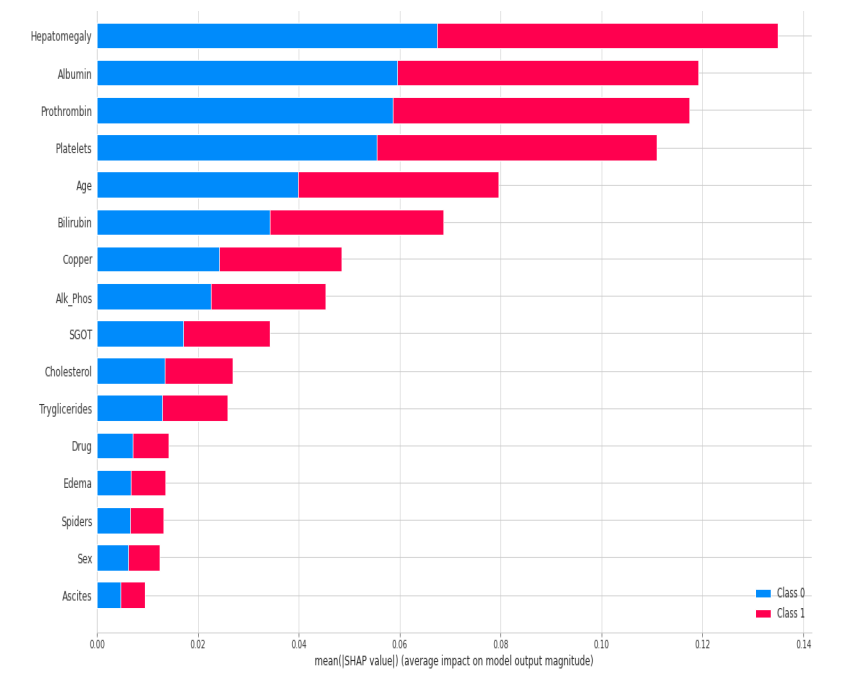 Hepatomegaly
Albumin
Prothrombin
Platelets
Age
Bilirubin
Copper
Alk_Phos
SGOT
Cholesterol
Tryglicerides
Drug
Edema
Spiders
Sex
Ascites
Class 0
Class 1
0.00 0.02 0.04 0.06 0.08 0.10 0.12 0.14
mean(|SHAP value|) (average impact on model output magnitude)